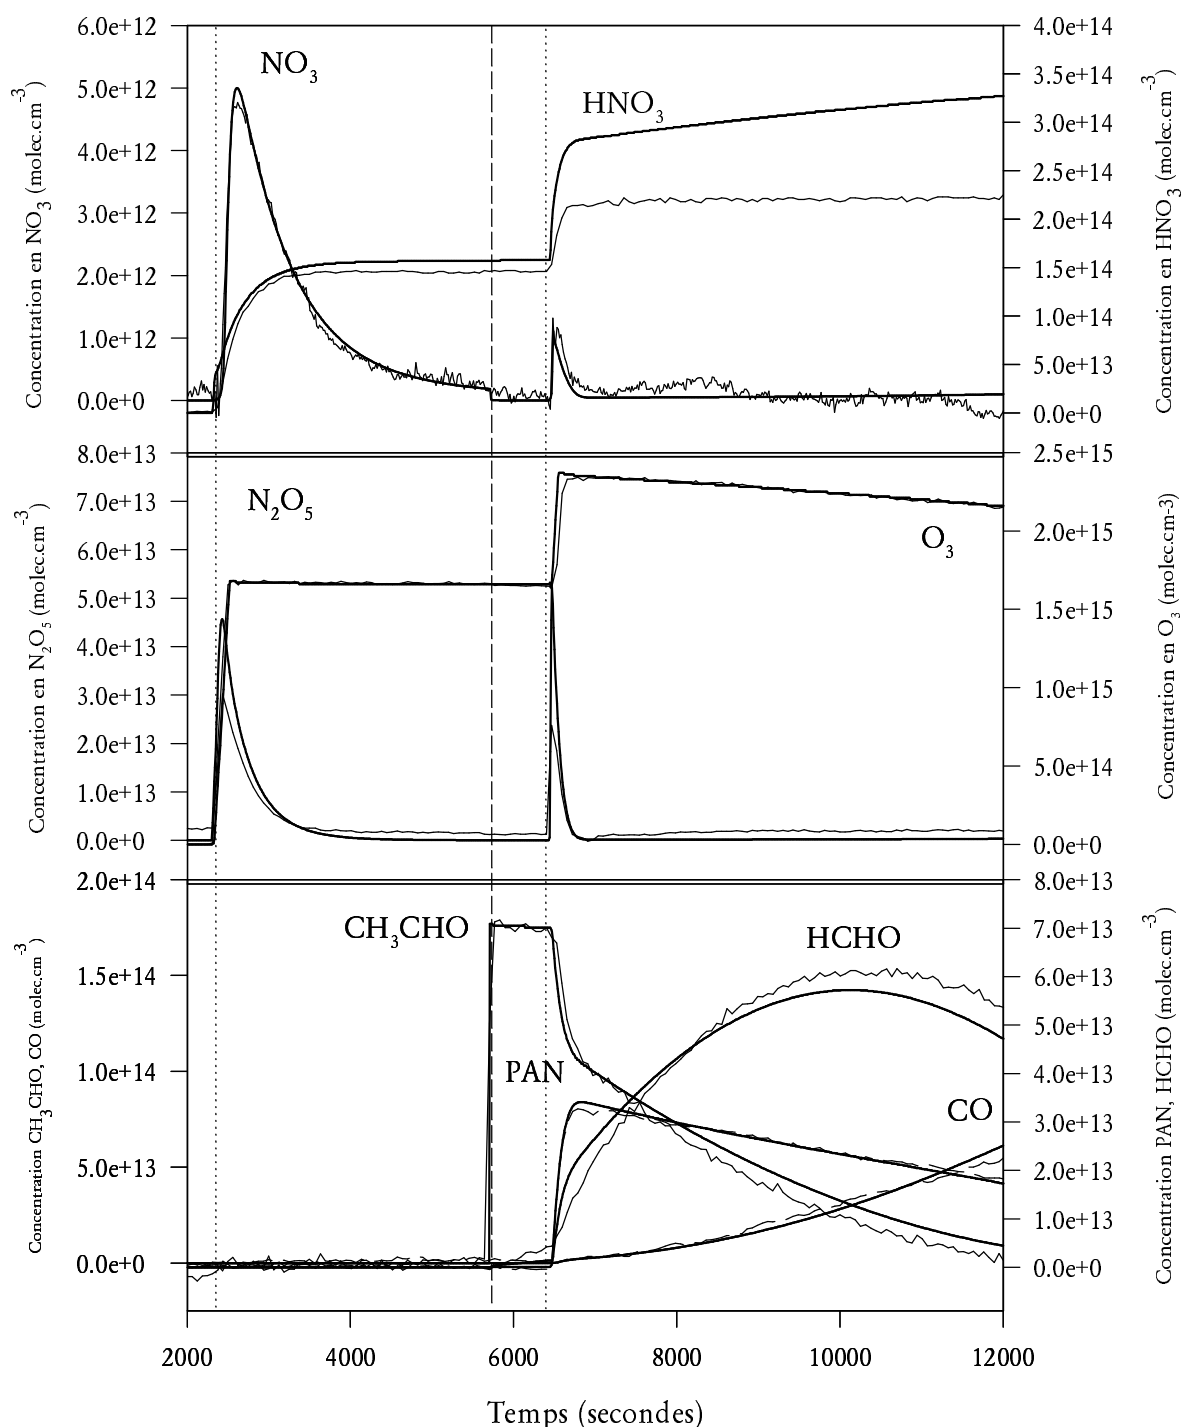 6.0e+12
5.0e+12
4.0e+12
3.0e+12
2.0e+12
1.0e+12
0.0e+0
Concentration en NO3 (molec.cm-3)
NO3
HNO3
4.0e+14
3.5e+14
3.0e+14
2.5e+14
2.0e+14
1.5e+14
1.0e+14
5.0e+13
0.0e+0
Concentration en HNO3 (molec.cm-3)
8.0e+13
7.0e+13
6.0e+13
5.0e+13
4.0e+13
3.0e+13
2.0e+13
1.0e+13
0.0e+0
Concentration en N2O5 (molec.cm-3)
N2O5
O3
2.5e+15
2.0e+15
1.5e+15
1.0e+15
5.0e+14
0.0e+0
Concentration en O3 (molec.cm-3)
2.0e+14
1.5e+14
1.0e+14
5.0e+13
0.0e+0
Concentration CH3CHO, CO (molec.cm-3)
CH3CHO
HCHO
PAN
CO
8.0e+13
7.0e+13
6.0e+13
5.0e+13
4.0e+13
3.0e+13
2.0e+13
1.0e+13
0.0e+0
Concentration PAN, HCHO (molec.cm-3)
2000 4000 6000 8000 10000 12000
Temps (secondes)